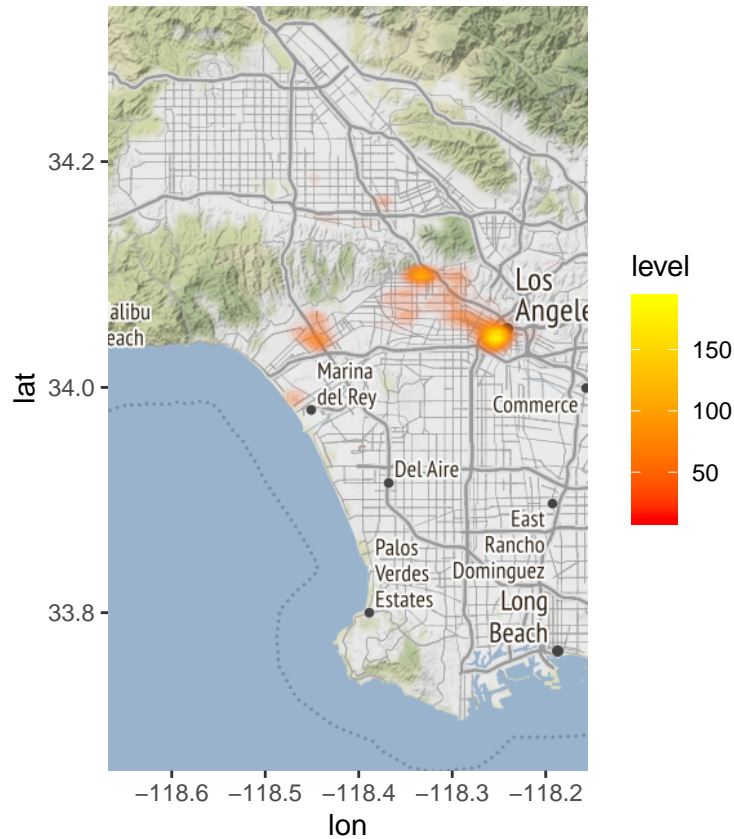 34.2
34.0
33.8
lat
−118.6
−118.5
−118.4
−118.3
−118.2
lon
alibu
each
Los
Angele
Marina
del Rey
Commerce
Del Aire
East
Rancho
Dominguez
Palos
Verdes
Estates
Long
Beach
level
150
100
50